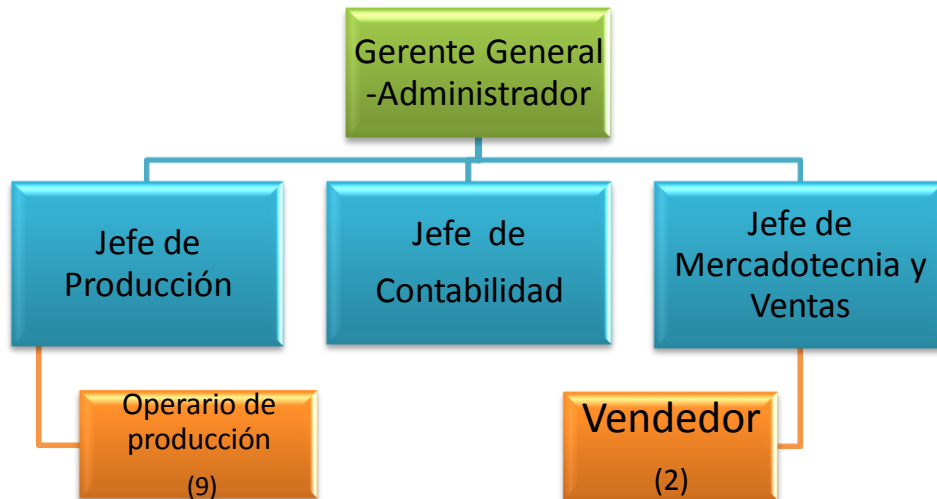 Gerente General
-Administrador
Jefe de
Producción
Jefe de
Contabilidad
Jefe de
Mercadotecnia y
Ventas
Operario de
producción
(9)
Vendedor
(2)